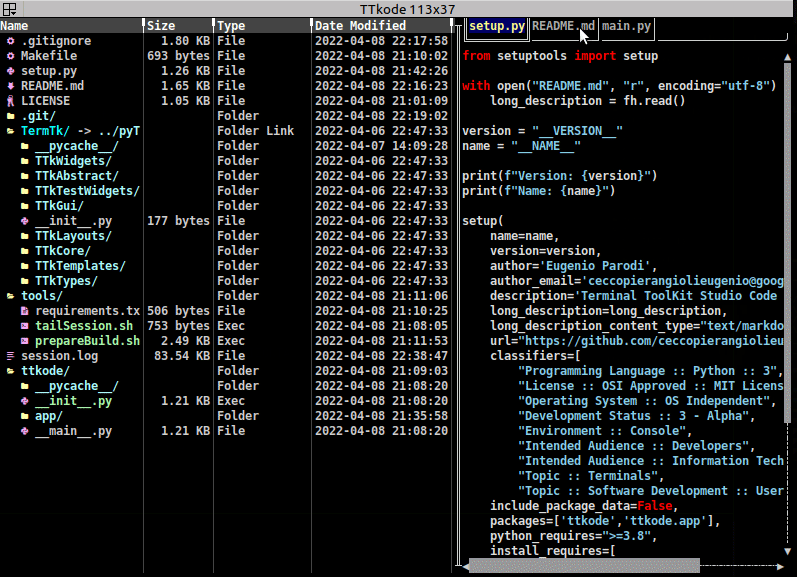 TTkode 113x37
Name Size Type Date Modified
.gitignore 1.80 KB File 2022-04-08 22:17:58
Makefile 693 bytes File 2022-04-08 21:10:02
setup.py 1.26 KB File 2022-04-08 21:42:26
README.md 1.65 KB File 2022-04-08 22:16:23
LICENSE 1.05 KB File 2022-04-08 21:01:09
.git/ Folder 2022-04-08 22:19:02
TermTk/ -> ../pyT Folder Link 2022-04-06 22:47:33
__pycache__/ Folder 2022-04-07 14:09:28
TTkWidgets/ Folder 2022-04-06 22:47:33
TTkAbstract/ Folder 2022-04-06 22:47:33
TTkTestWidgets/ Folder 2022-04-06 22:47:33
TTkGui/ Folder 2022-04-06 22:47:33
__init__.py 177 bytes File 2022-04-06 22:47:33
TTkLayouts/ Folder 2022-04-06 22:47:33
TTkCore/ Folder 2022-04-06 22:47:33
TTkTemplates/ Folder 2022-04-06 22:47:33
TTkTypes/ Folder 2022-04-06 22:47:33
tools/ Folder 2022-04-08 21:11:06
requirements.tx 506 bytes File 2022-04-08 21:10:25
tailSession.sh 753 bytes Exec 2022-04-08 21:08:05
prepareBuild.sh 2.49 KB Exec 2022-04-08 21:11:53
session.log 83.54 KB File 2022-04-08 22:38:47
ttkode/ Folder 2022-04-08 21:09:03
__pycache__/ Folder 2022-04-08 21:08:20
__init__.py 1.21 KB Exec 2022-04-08 21:08:20
app/ Folder 2022-04-08 21:35:58
__main__.py 1.21 KB File 2022-04-08 21:08:20
setup.py README.md main.py
from setuptools import setup
with open("README.md", "r", encoding="utf-8")
long_description = fh.read()
version = "__VERSION__"
name = "__NAME__"
print(f"Version: {version}")
print(f"Name: {name}")
setup(
name=name,
version=version,
author='Eugenio Parodi',
author_email='ceccopierangiolieugenio@goog
description='Terminal ToolKit Studio Code
long_description=long_description,
long_description_content_type="text/markdo
url="https://github.com/ceccopierangiolieu
classifiers=[
"Programming Language :: Python :: 3",
"License :: OSI Approved :: MIT Licens
"Operating System :: OS Independent",
"Development Status :: 3 - Alpha",
"Environment :: Console",
"Intended Audience :: Developers",
"Intended Audience :: Information Tech
"Topic :: Terminals",
"Topic :: Software Development :: User
include_package_data=False,
packages=['ttkode','ttkode.app'],
python_requires=">=3.8",
install_requires=[